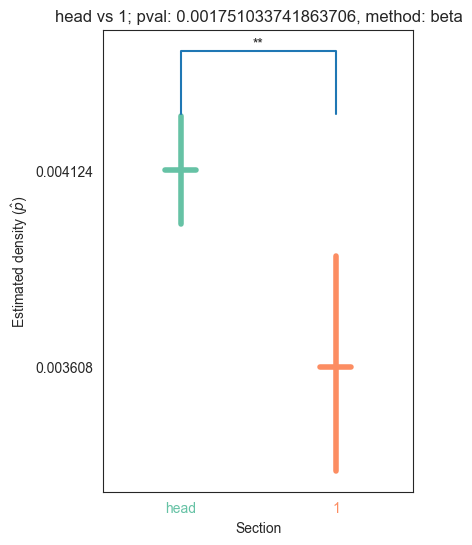 head vs 1; pval: 0.001751033741863706, method: beta
**
0.004124
Estimated density (p̂)
0.003608
head 1
Section